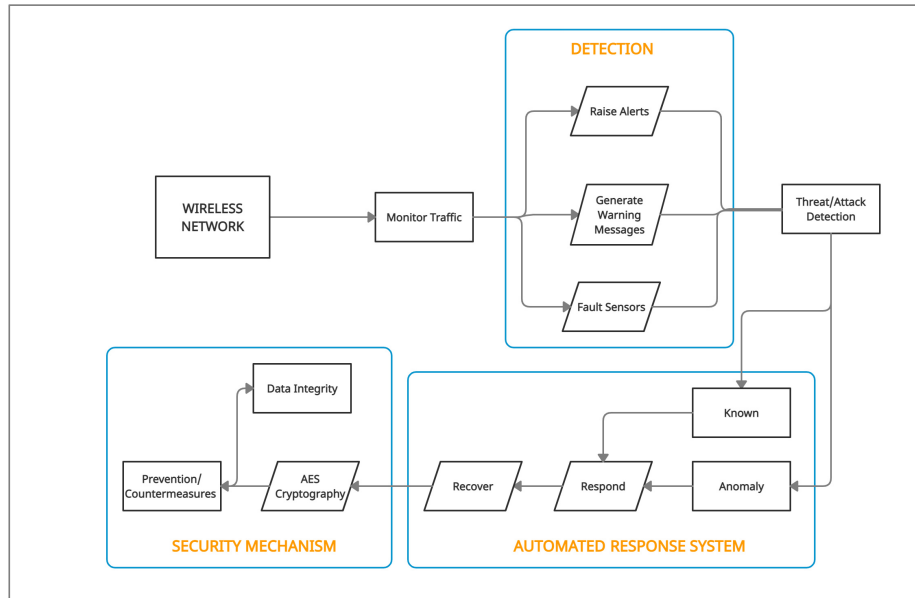 DETECTION
Raise Alerts
WIRELESS
NETWORK
Monitor Traffic
Generate
Warning
Messages
Threat/Attack
Detection
Fault Sensors
Data Integrity
Known
Prevention/
Countermeasures
AES
Cryptography
Recover
Respond
Anomaly
SECURITY MECHANISM
AUTOMATED RESPONSE SYSTEM